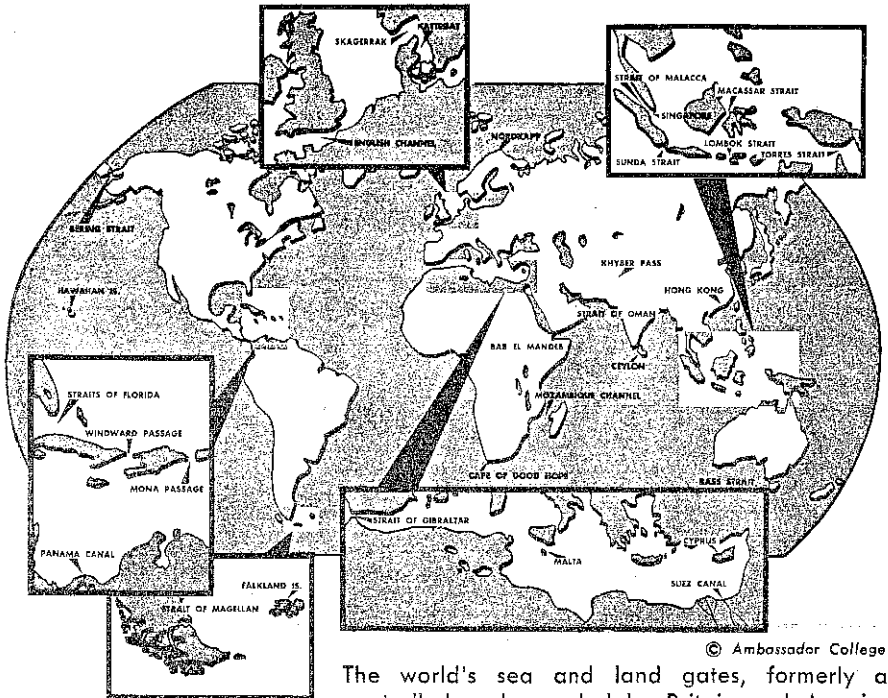 SKAGERRAK
KATTEGAT
ENGLISH CHANNEL
NORDKAPP
STRAIT OF MALACCA
MACASSAR STRAIT
SINGAPORE
LOMBOK STRAIT
SUNDA STRAIT
TORRES STRAIT
BERING STRAIT
HAWAIIAN IS.
KHYBER PASS
HONG KONG
STRAIT OF OMAN
BAB EL MANDEB
CEYLON
MOZAMBIQUE CHANNEL
CAPE OF GOOD HOPE
BASS STRAIT
STRAITS OF FLORIDA
WINDWARD PASSAGE
MONA PASSAGE
PANAMA CANAL
FALKLAND IS.
STRAIT OF MAGELLAN
STRAIT OF GIBRALTAR
MALTA
CYPRUS
SUEZ CANAL
© Ambassador College
The world's sea and land gates, formerly a